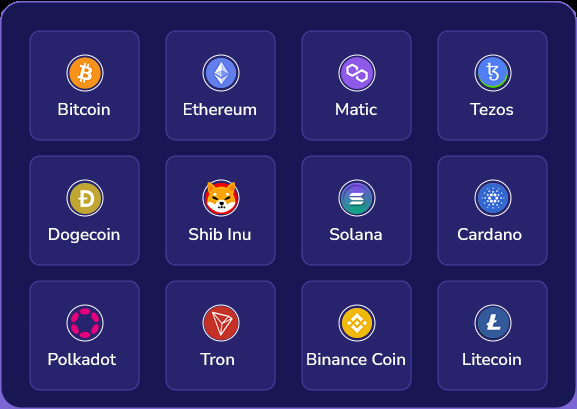 Bitcoin
Ethereum
Matic
Tezos
Dogecoin
Shib Inu
Solana
Cardano
Polkadot
Tron
Binance Coin
Litecoin